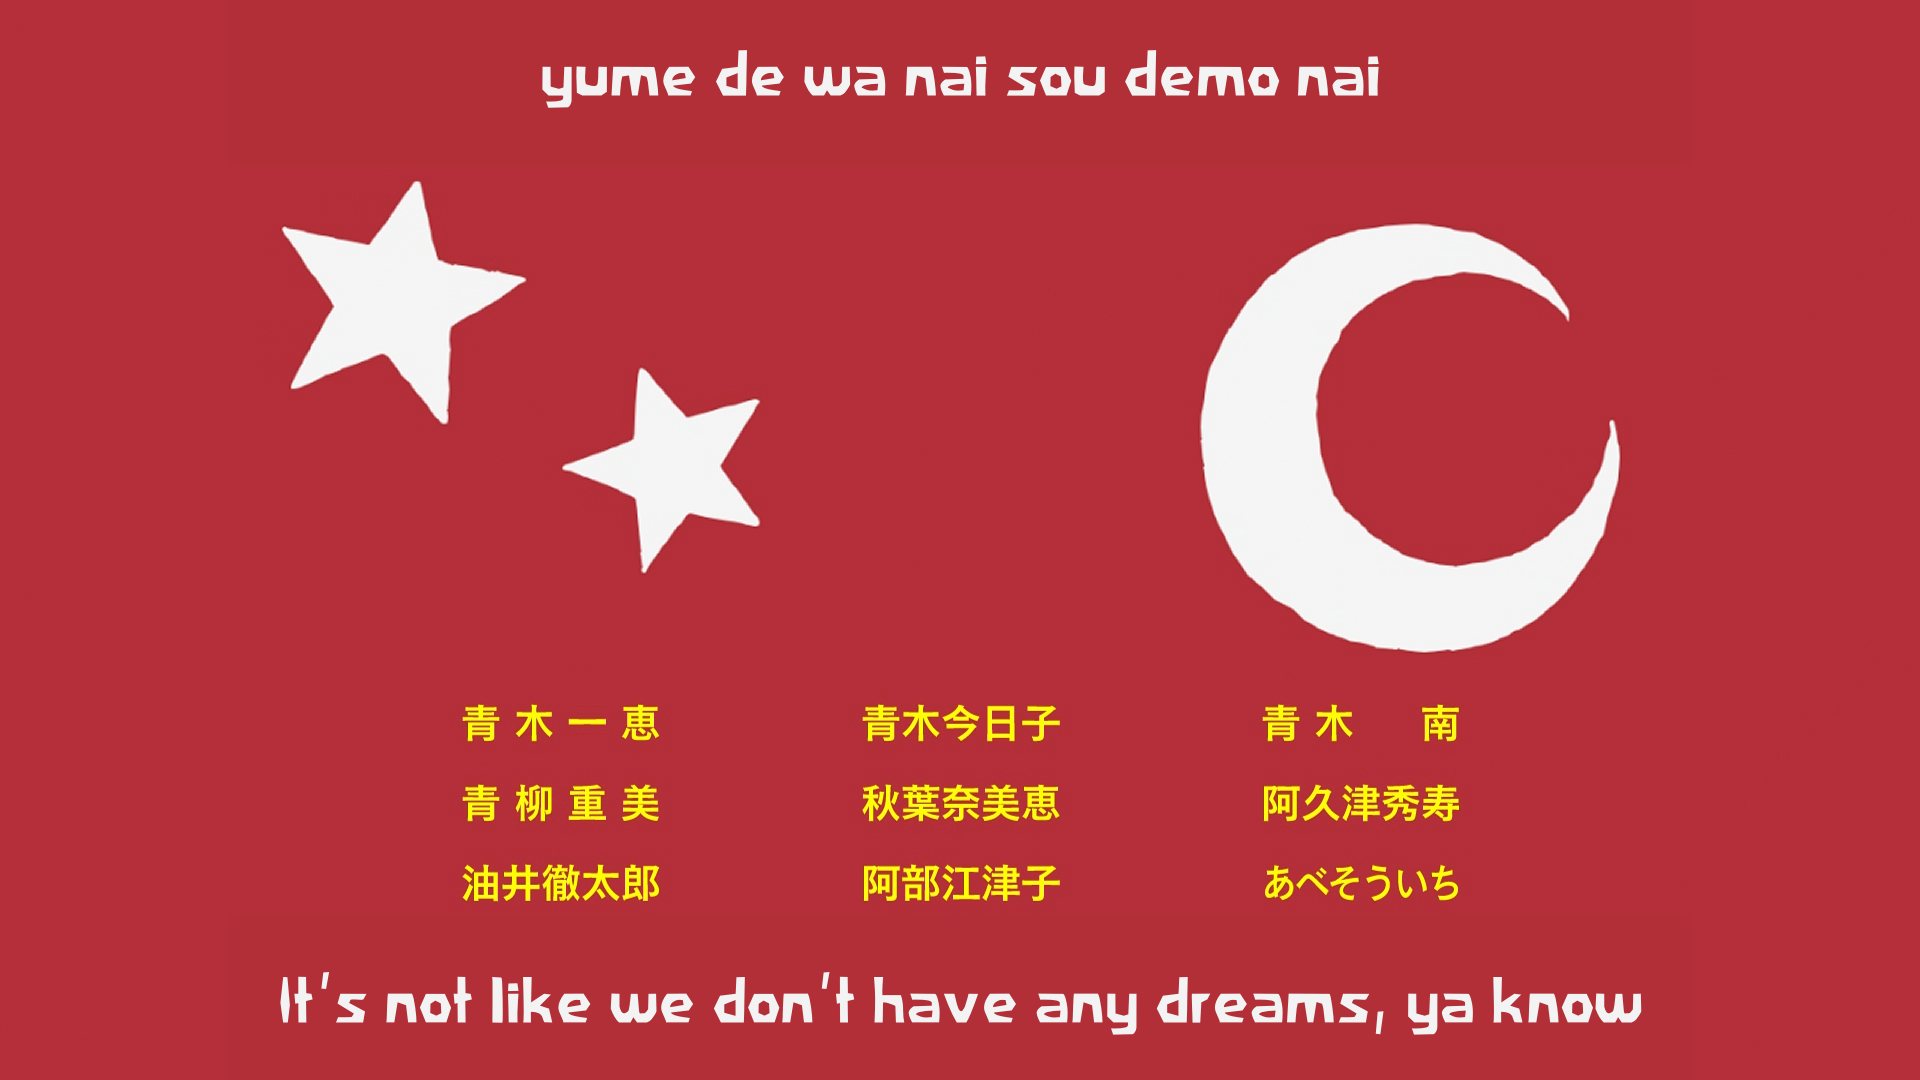 yume de wa nai sou demo nai
青木一恵 青木今日子 青木 南
青柳重美 秋葉奈美恵 阿久津秀寿
油井徹太郎 阿部江津子 あべそういち
It's not like we don't have any dreams, ya know